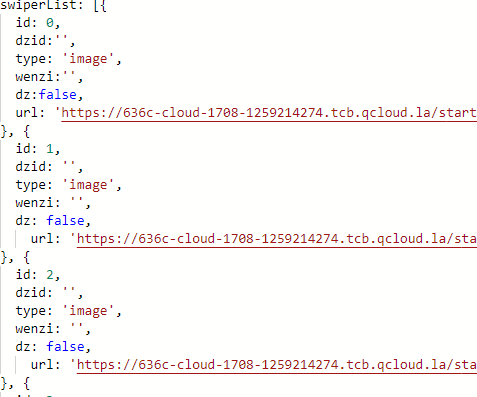 swiperList: [{
id: 0,
dzid:'',
type: 'image',
wenzi:'',
dz:false,
url: 'https://636c-cloud-1708-1259214274.tcb.qcloud.la/start
}, {
id: 1,
dzid: '',
type: 'image',
wenzi: '',
dz: false,
url: 'https://636c-cloud-1708-1259214274.tcb.qcloud.la/sta
}, {
id: 2,
dzid: '',
type: 'image',
wenzi: '',
dz: false,
url: 'https://636c-cloud-1708-1259214274.tcb.qcloud.la/sta
}, {